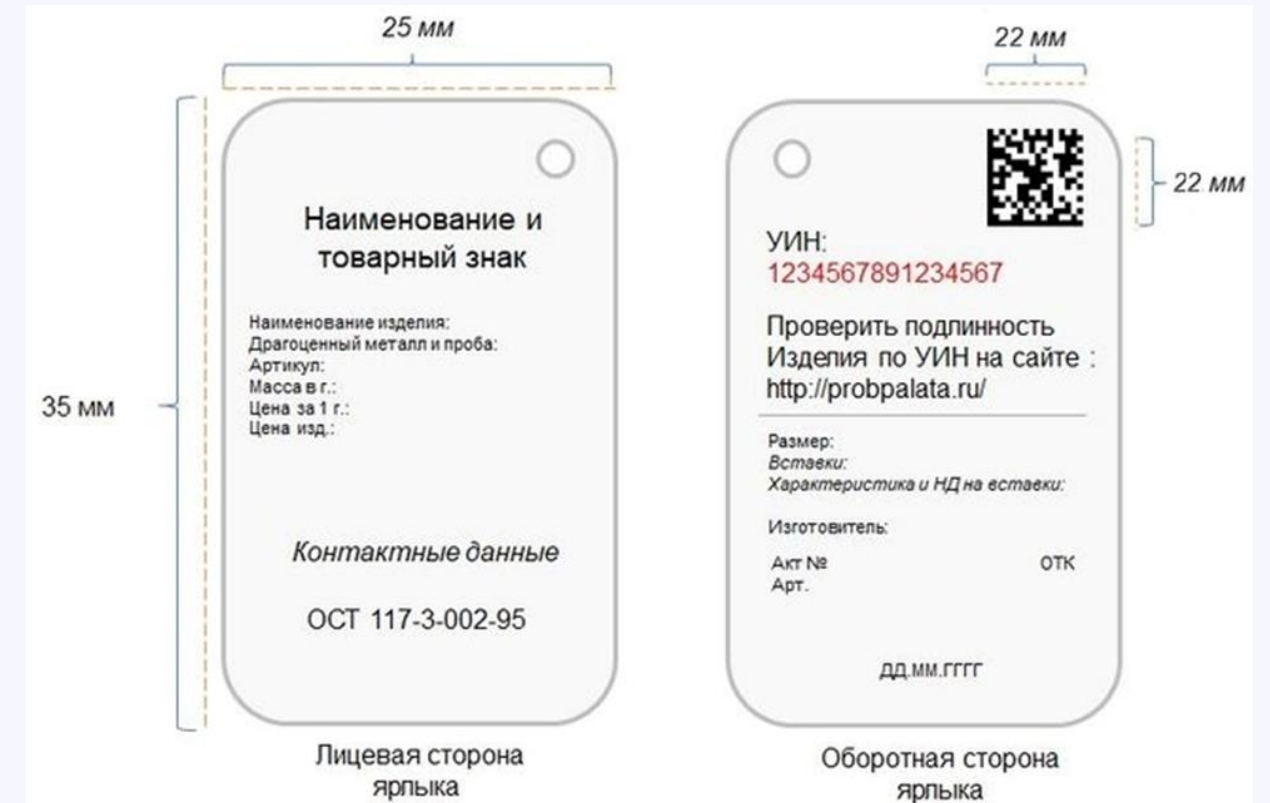 25 мм
22 мм
22 мм
35 мм
Наименование и
товарный знак
Наименование изделия:
Драгоценный металл и проба:
Артикул:
Масса в г.:
Цена за 1 г.:
Цена изд.:
Контактные данные
ОСТ 117-3-002-95
Лицевая сторона
ярлыка
УИН:
1234567891234567
Проверить подлинность
Изделия по УИН на сайте :
http://probpalata.ru/
Размер:
Вставки:
Характеристика и НД на вставки:
Изготовитель:
Акт № ОТК
Арт.
ДД.ММ.ГГГГ
Оборотная сторона
ярлыка